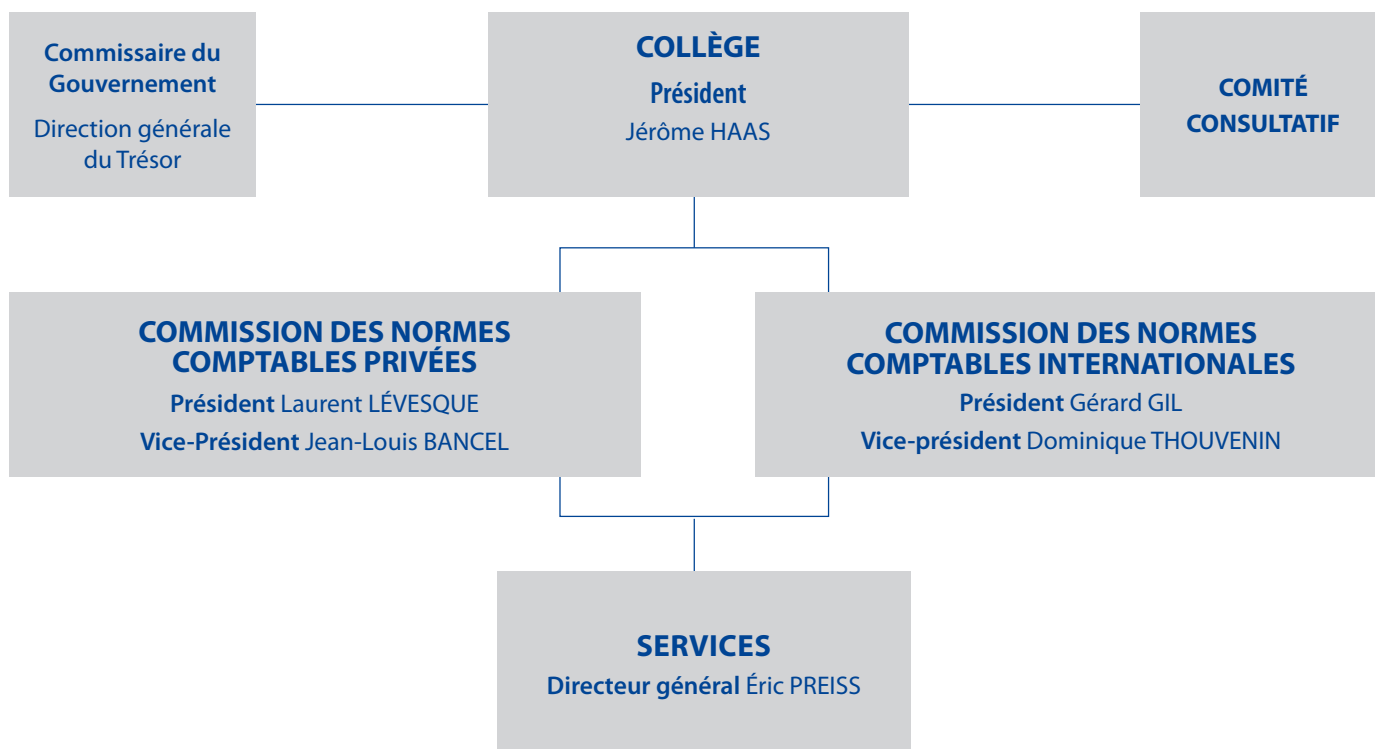 Commissaire du
Gouvernement
Direction générale
du Trésor
COLLÈGE
Président
Jérôme HAAS
COMITÉ
CONSULTATIF
COMMISSION DES NORMES
COMPTABLES PRIVÉES
Président Laurent LÉVESQUE
Vice-Président Jean-Louis BANCEL
COMMISSION DES NORMES
COMPTABLES INTERNATIONALES
Président Gérard GIL
Vice-président Dominique THOUVENIN
SERVICES
Directeur général Éric PREISS